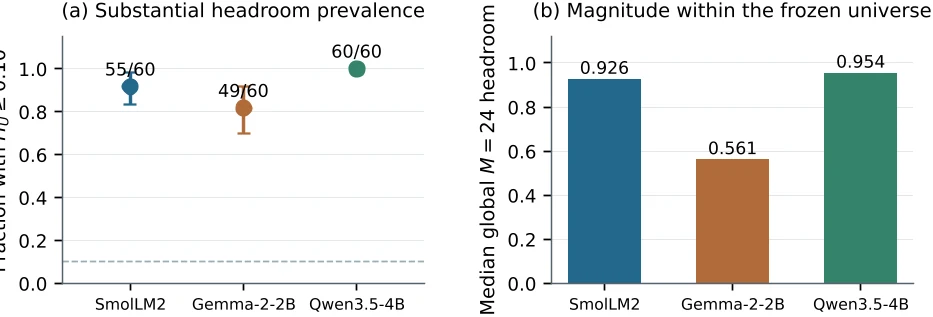 (a) Substantial headroom prevalence
1.0
0.8
0.6
0.4
0.2
0.0
55/60
49/60
60/60
SmolLM2
Gemma-2-2B
Qwen3.5-4B
(b) Magnitude within the frozen universe
Median global M = 24 headroom
1.0
0.8
0.6
0.4
0.2
0.0
0.926
0.561
0.954
SmolLM2
Gemma-2-2B
Qwen3.5-4B